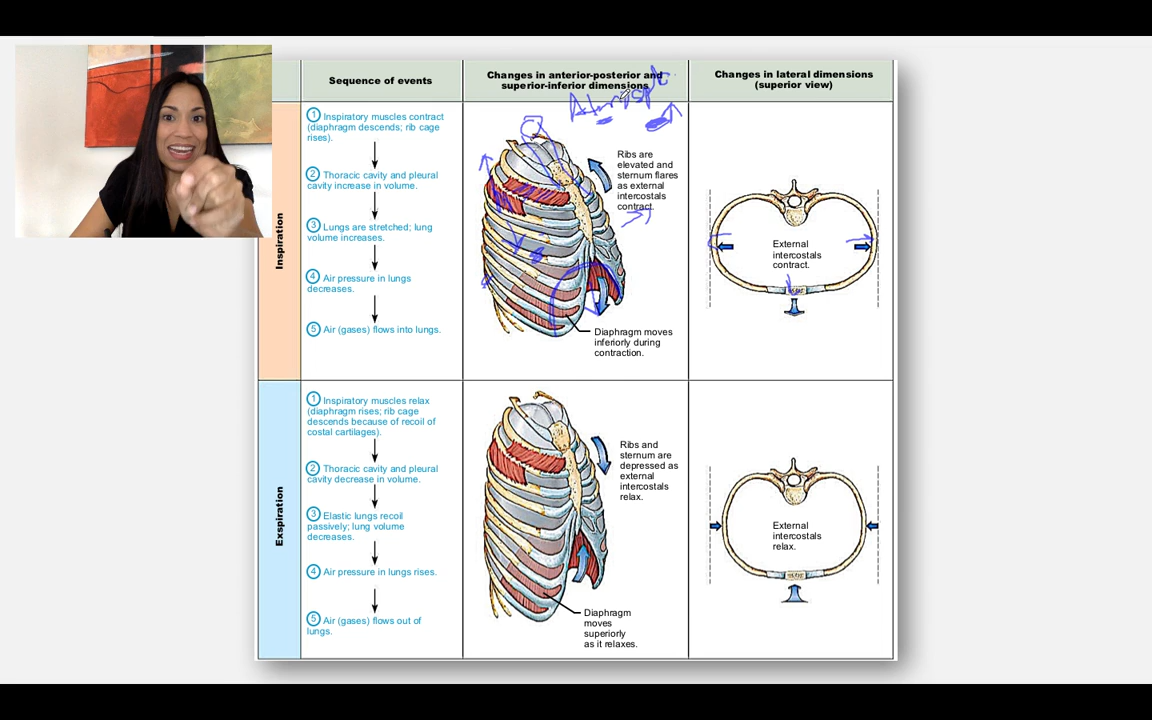 Sequence of events
Changes in anterior-posterior and
superior-inferior dimensions
Changes in lateral dimensions
(superior view)
Inspiration
1 Inspiratory muscles contract
(diaphragm descends; rib cage
rises).
2 Thoracic cavity and pleural
cavity increase in volume.
3 Lungs are stretched; lung
volume increases.
4 Air pressure in lungs
decreases.
5 Air (gases) flows into lungs.
Ribs are
elevated and
sternum flares
as external
intercostals
contract.
Diaphragm moves
inferiorly during
contraction.
External
intercostals
contract.
Exspiration
1 Inspiratory muscles relax
(diaphragm rises; rib cage
descends because of recoil of
costal cartilages).
2 Thoracic cavity and pleural
cavity decrease in volume.
3 Elastic lungs recoil
passively; lung volume
decreases.
4 Air pressure in lungs rises.
5 Air (gases) flows out of
lungs.
Ribs and
sternum are
depressed as
external
intercostals
relax.
Diaphragm
moves
superiorly
as it relaxes.
External
intercostals
relax.